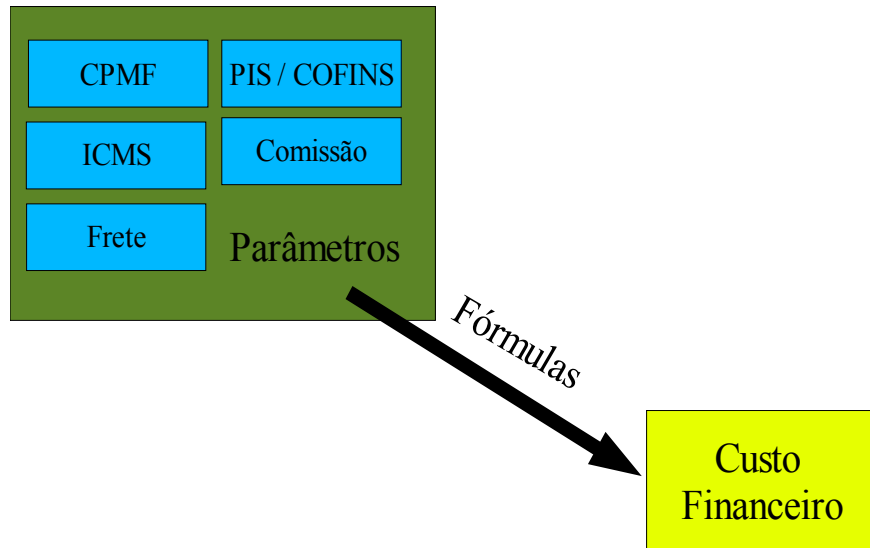 CPMF
PIS / COFINS
ICMS
Comissão
Frete
Parâmetros
Fórmulas
Custo
Financeiro